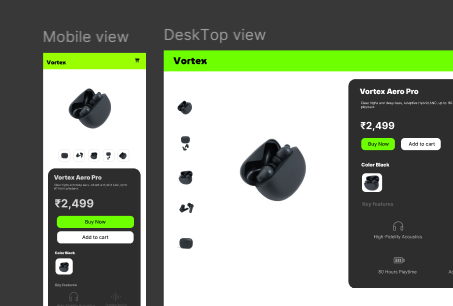 Mobile view
DeskTop view
Vortex
Vortex Aero Pro
₹2,499
Buy Now
Add to cart
Color Black
Key features
Vortex
Vortex Aero Pro
₹2,499
Buy Now
Add to cart
Color Black
Key features
High-Fidelity Acoustics
30 Hours Playtime